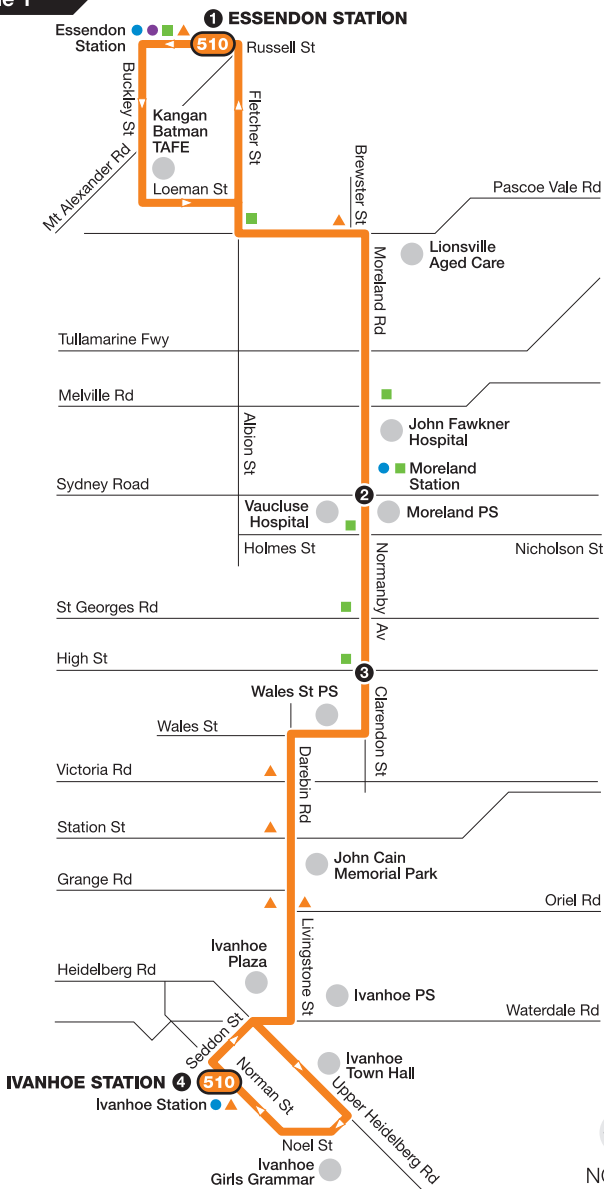 1 ESSENDON STATION
Essendon
Station
510
Russell St
Buckley St
Fletcher St
Kangan
Batman
TAFE
Mt Alexander Rd
Loeman St
Brewster St
Pascoe Vale Rd
Lionsville
Aged Care
Moreland Rd
Tullamarine Fwy
Melville Rd
Albion St
John Fawkner
Hospital
Moreland
Station
Sydney Road
2
Vaucluse
Hospital
Moreland PS
Holmes St
Nicholson St
Normanby Av
St Georges Rd
High St
3
Wales St PS
Clarendon St
Wales St
Darebin Rd
Victoria Rd
Station St
John Cain
Memorial Park
Grange Rd
Oriel Rd
Livingstone St
Ivanhoe
Plaza
Heidelberg Rd
Ivanhoe PS
Waterdale Rd
Seddon St
Ivanhoe
Town Hall
IVANHOE STATION 4 510
Norman St
Upper Heidelberg Rd
Ivanhoe Station
Noel St
Ivanhoe
Girls Grammar